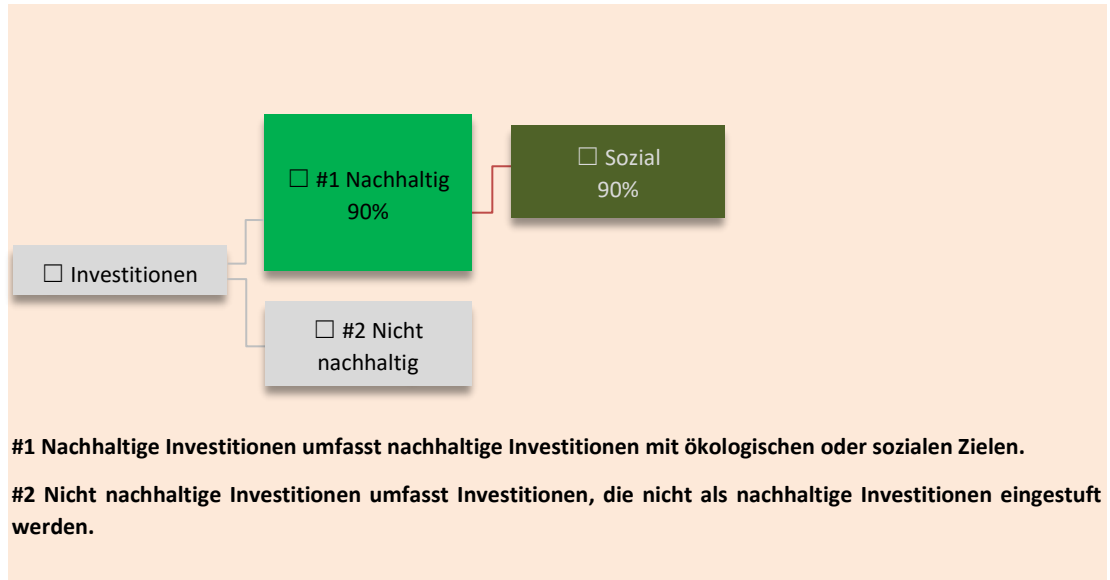 ☐ Sozial
90%
☐ #1 Nachhaltig
90%
☐ Investitionen
☐ #2 Nicht
nachhaltig
#1 Nachhaltige Investitionen umfasst nachhaltige Investitionen mit ökologischen oder sozialen Zielen.
#2 Nicht nachhaltige Investitionen umfasst Investitionen, die nicht als nachhaltige Investitionen eingestuft
werden.